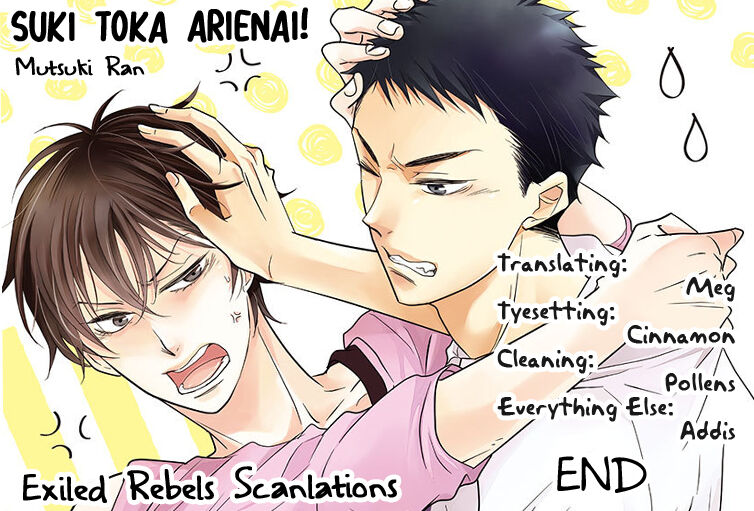 SUKI TOKA ARIENAI!
Mutsuki Ran
Translating:
Meg
Tyesetting:
Cinnamon
Cleaning:
Pollens
Everything Else:
Addis
Exiled Rebels Scanlations
END